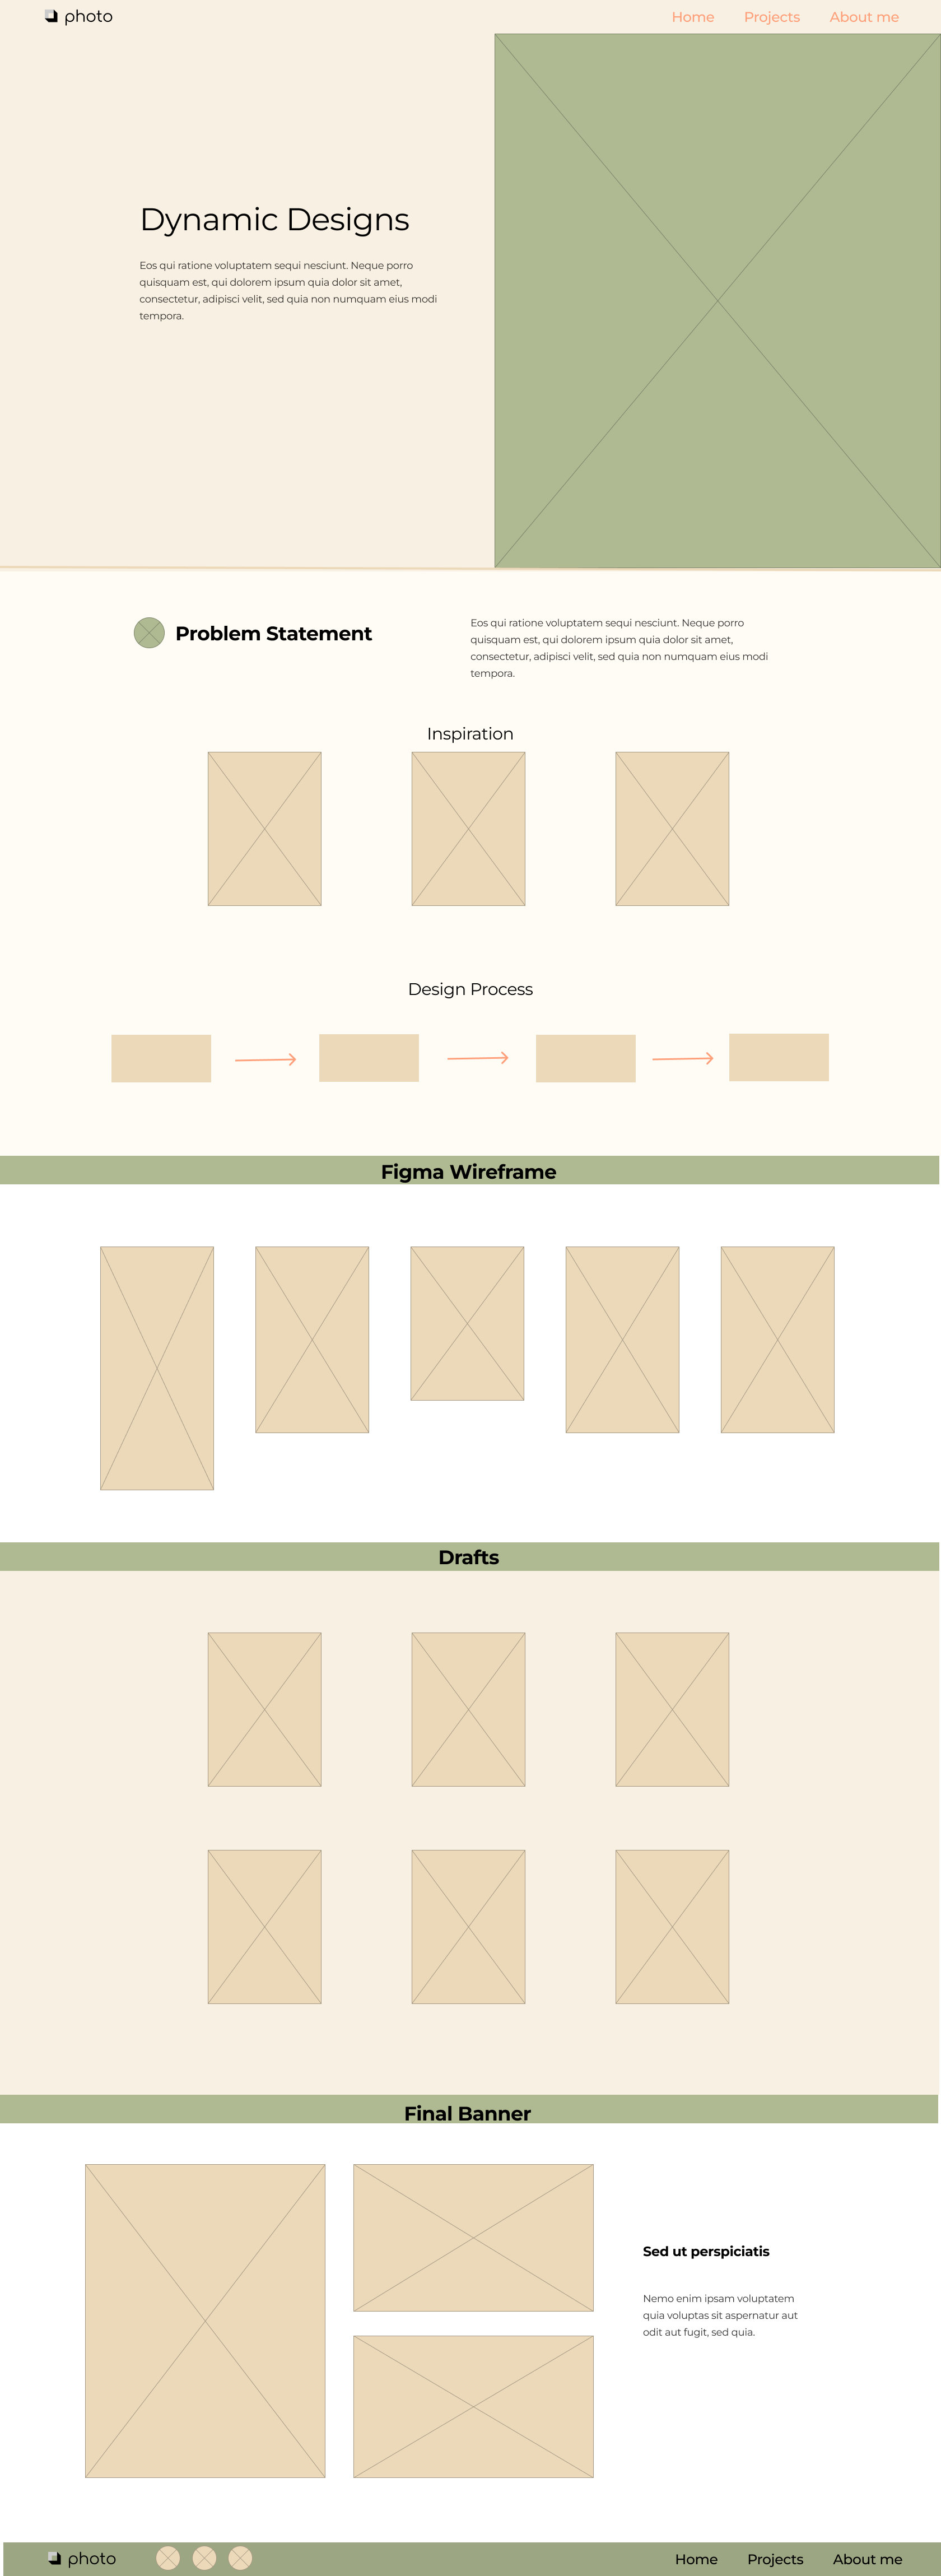 photo
Home Projects About me
Dynamic Designs
Eos qui ratione voluptatem sequi nesciunt. Neque porro
quisquam est, qui dolorem ipsum quia dolor sit amet,
consectetur, adipisci velit, sed quia non numquam eius modi
tempora.
Problem Statement
Eos qui ratione voluptatem sequi nesciunt. Neque porro
quisquam est, qui dolorem ipsum quia dolor sit amet,
consectetur, adipisci velit, sed quia non numquam eius modi
tempora.
Inspiration
Design Process
Figma Wireframe
Drafts
Final Banner
Sed ut perspiciatis
Nemo enim ipsam voluptatem
quia voluptas sit aspernatur aut
odit aut fugit, sed quia.
photo
Home Projects About me